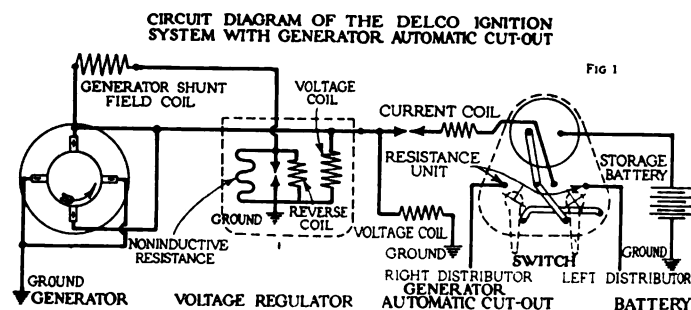 CIRCUIT DIAGRAM OF THE DELCO IGNITION
SYSTEM WITH GENERATOR AUTOMATIC CUT-OUT
FIG 1
GENERATOR SHUNT
FIELD COIL
VOLTAGE
COIL
CURRENT COIL
RESISTANCE
UNIT
STORAGE
BATTERY
GROUND
REVERSE
COIL
NONINDUCTIVE
RESISTANCE
VOLTAGE COIL
GROUND
GROUND
SWITCH
RIGHT DISTRIBUTOR
LEFT DISTRIBUTOR
GROUND
GENERATOR
VOLTAGE REGULATOR
GENERATOR
AUTOMATIC CUT-OUT
BATTERY